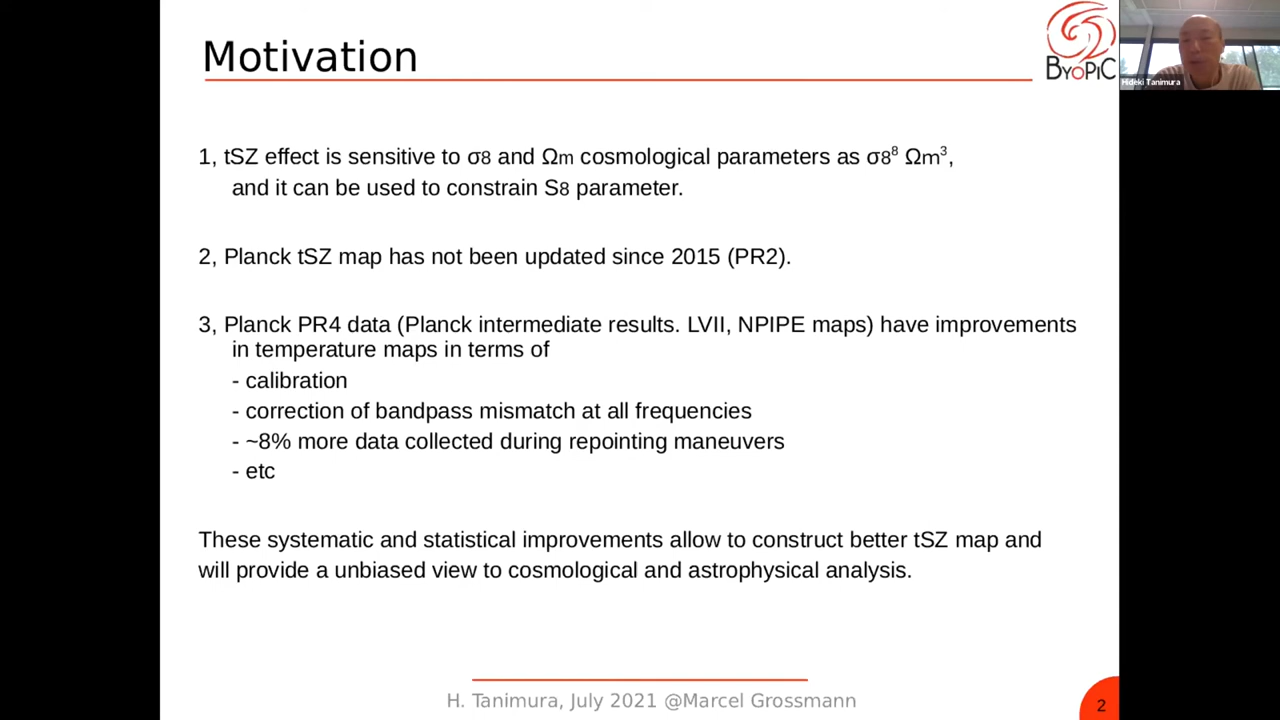 Motivation
ByoPiC
Hideki Tanimura
1, tSZ effect is sensitive to σ8 and Ωm cosmological parameters as σ8⁸ Ωm³,
and it can be used to constrain S8 parameter.
2, Planck tSZ map has not been updated since 2015 (PR2).
3, Planck PR4 data (Planck intermediate results. LVII, NPIPE maps) have improvements
in temperature maps in terms of
- calibration
- correction of bandpass mismatch at all frequencies
- ~8% more data collected during repointing maneuvers
- etc
These systematic and statistical improvements allow to construct better tSZ map and
will provide a unbiased view to cosmological and astrophysical analysis.
H. Tanimura, July 2021 @Marcel Grossmann
2